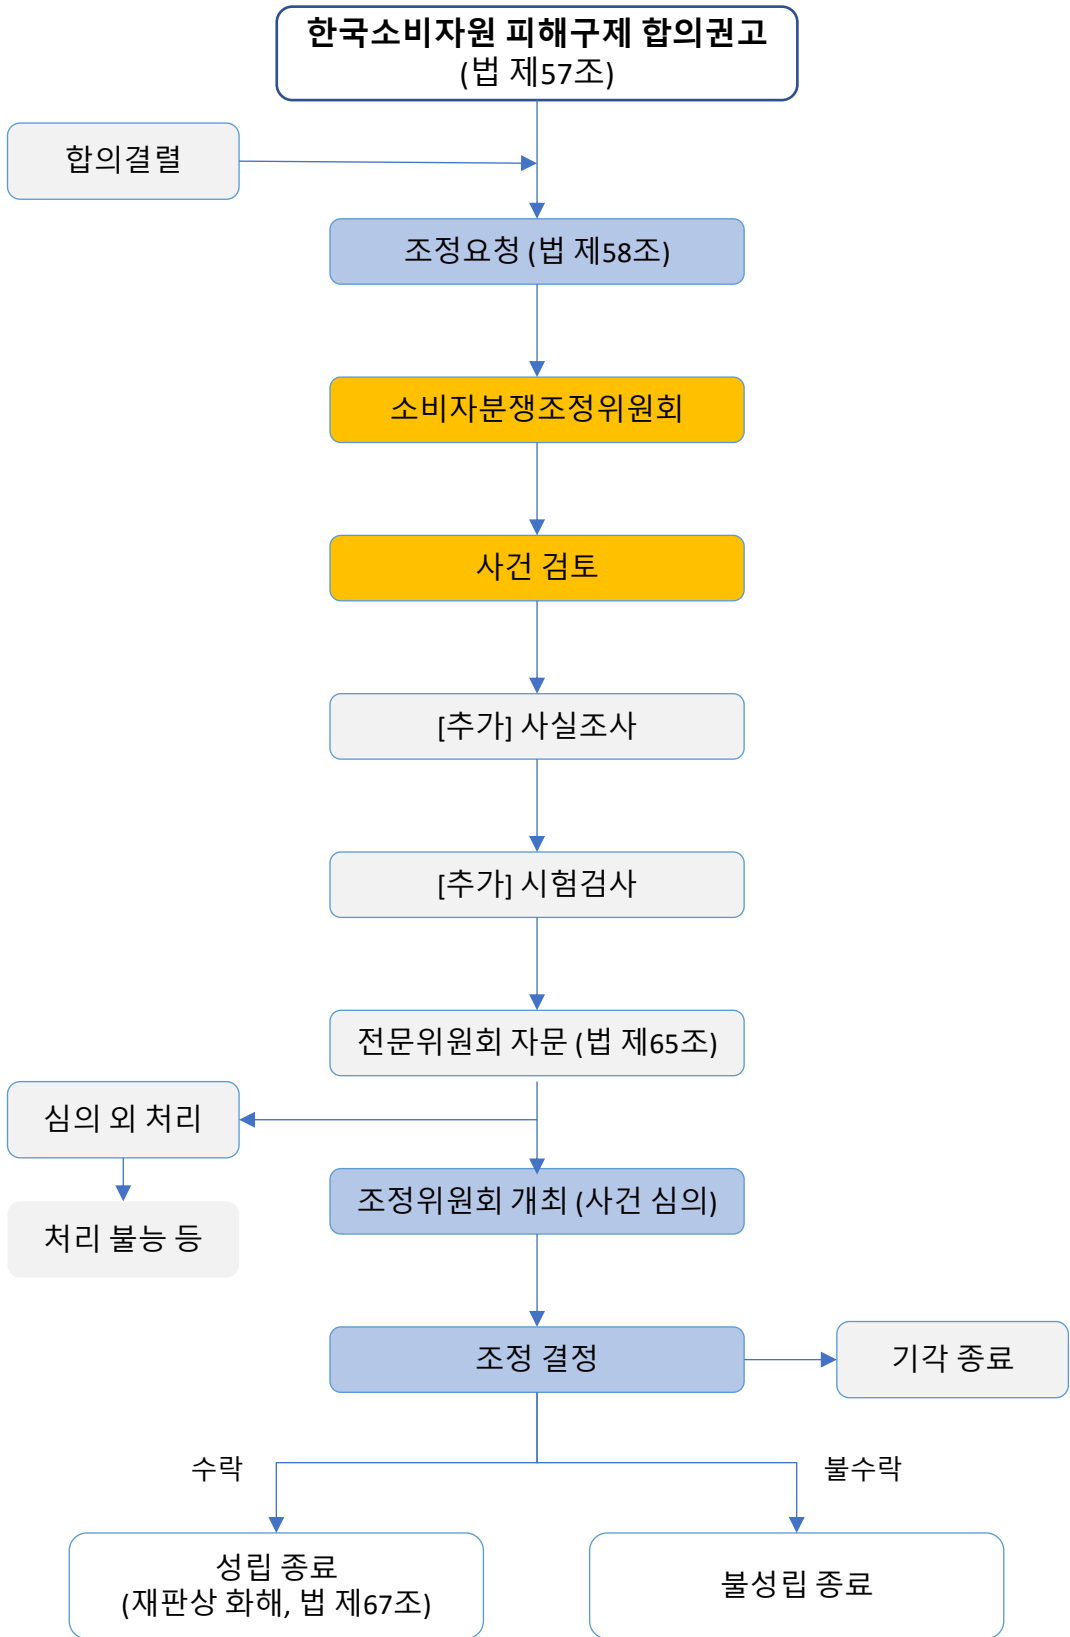 한국소비자원 피해구제 합의권고
(법 제57조)
합의결렬
조정요청 (법 제58조)
소비자분쟁조정위원회
사건 검토
[추가] 사실조사
[추가] 시험검사
전문위원회 자문 (법 제65조)
심의 외 처리
조정위원회 개최 (사건 심의)
처리 불능 등
조정 결정
기각 종료
수락
불수락
성립 종료
(재판상 화해, 법 제67조)
불성립 종료